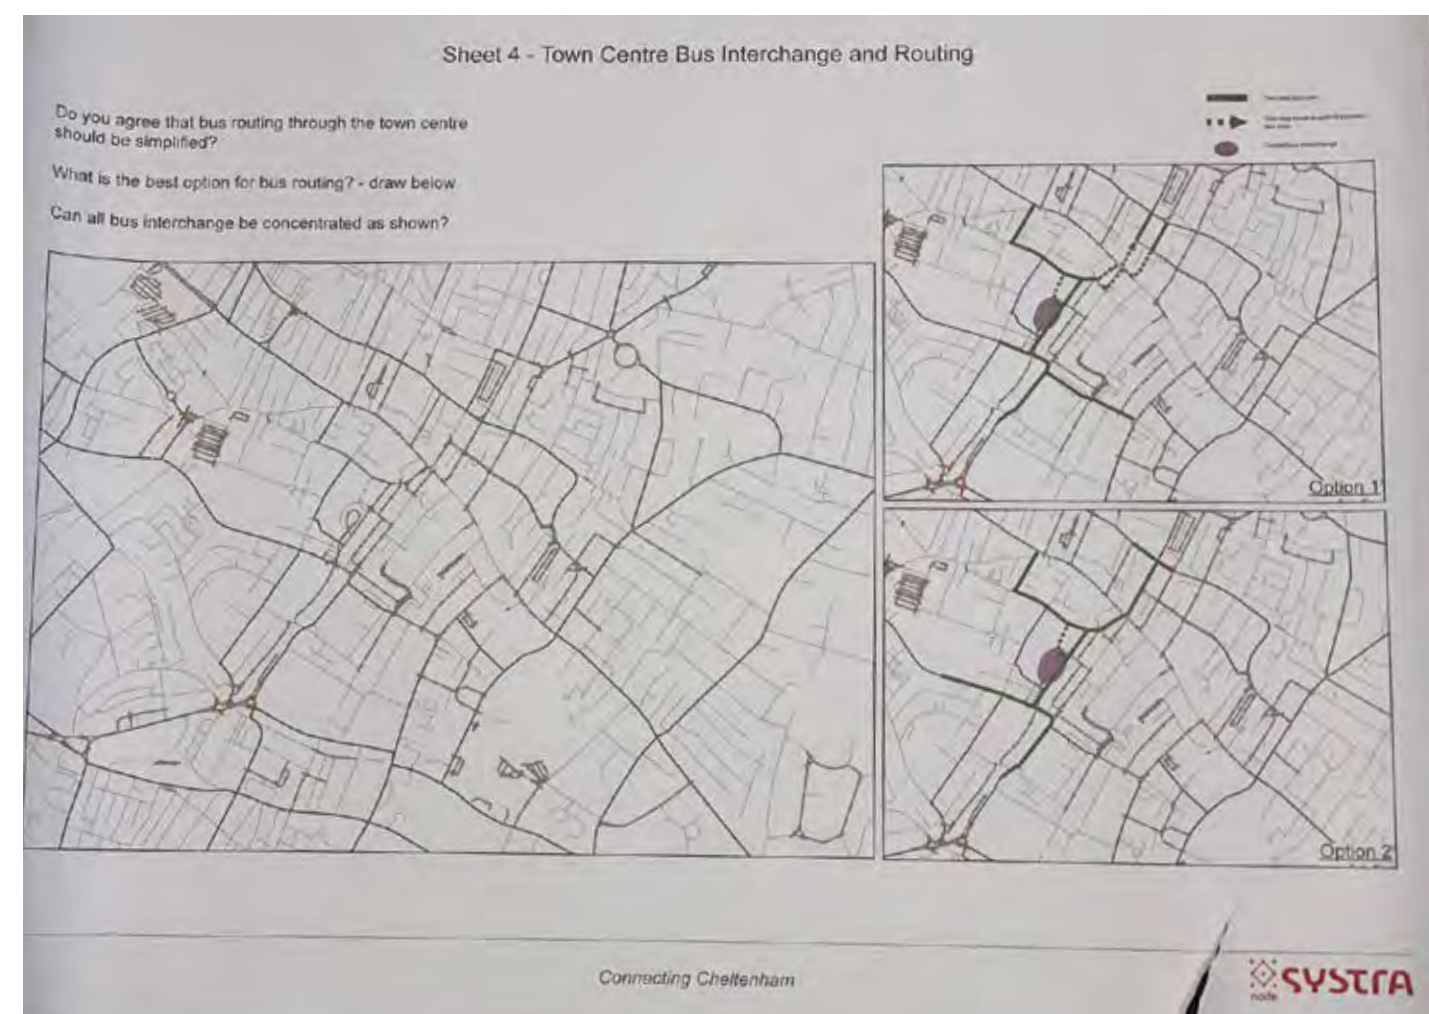 Sheet 4 - Town Centre Bus Interchange and Routing
Do you agree that bus routing through the town centre
should be simplified?
What is the best option for bus routing? - draw below
Can all bus interchange be concentrated as shown?
Option 1
Option 2
Connecting Cheltenham
node
SYSTRA